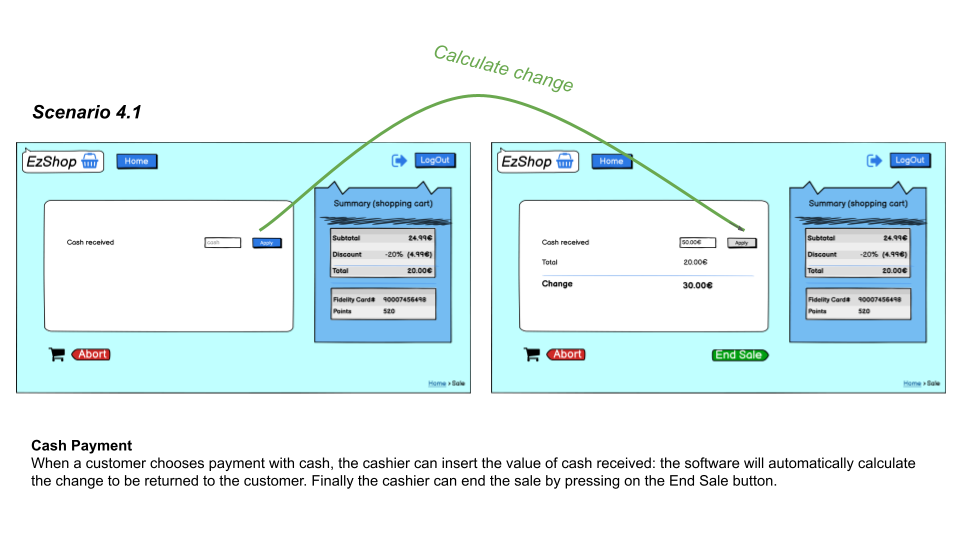 Calculate change
Scenario 4.1
EzShop Home LogOut
Summary (shopping cart)
Cash received cash Apply
Subtotal 24.99€
Discount -20% (4.99€)
Total 20.00€
Fidelity Card# 90007456498
Points 520
Abort
Home > Sale
EzShop Home LogOut
Summary (shopping cart)
Cash received 50.00€ Apply
Total 20.00€
Change 30.00€
Subtotal 24.99€
Discount -20% (4.99€)
Total 20.00€
Fidelity Card# 90007456498
Points 520
Abort End Sale
Home > Sale
Cash Payment
When a customer chooses payment with cash, the cashier can insert the value of cash received: the software will automatically calculate
the change to be returned to the customer. Finally the cashier can end the sale by pressing on the End Sale button.